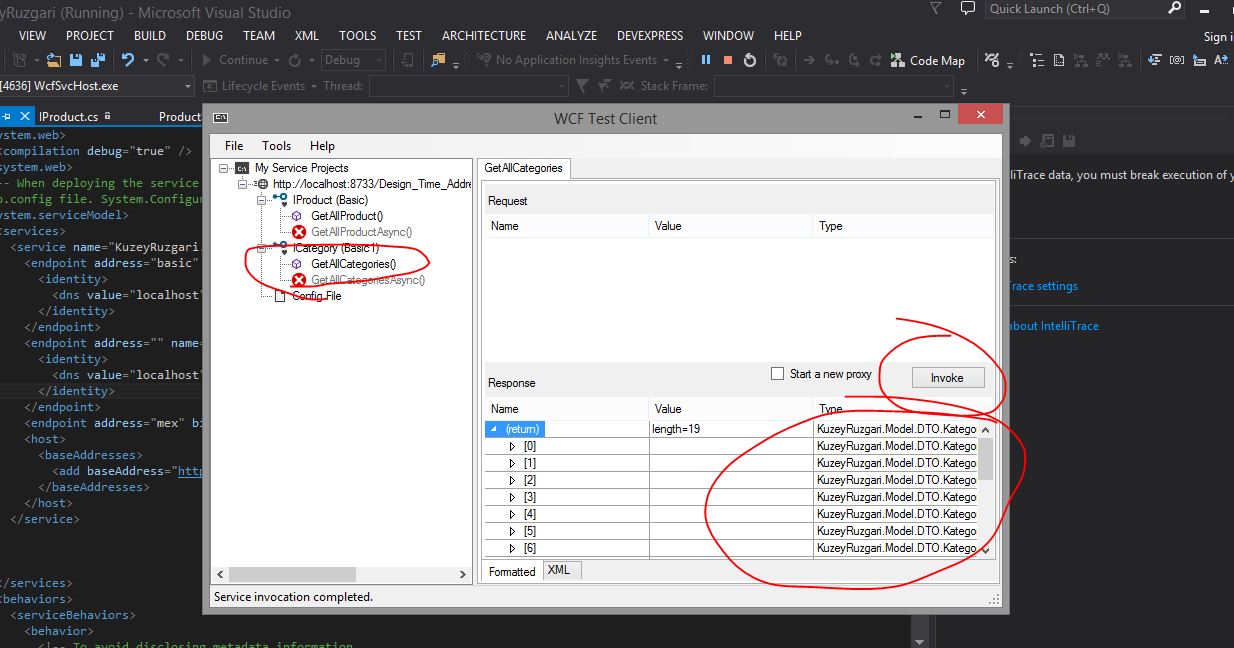 yRuzgari (Running) - Microsoft Visual Studio
Quick Launch (Ctrl+Q)
VIEW PROJECT BUILD DEBUG TEAM XML TOOLS TEST ARCHITECTURE ANALYZE DEVEXPRESS WINDOW HELP
Sign i
Continue Debug No Application Insights Events Code Map
[4636] WcfSvcHost.exe Lifecycle Events Thread: Stack Frame:
IProduct.cs Product
ystem.web>
<compilation debug="true" />
system.web>
-- When deploying the service
p.config file. System.Configur
ystem.serviceModel>
<services>
<service name="KuzeyRuzgari.
<endpoint address="basic"
<identity>
<dns value="localhost"
</identity>
</endpoint>
<endpoint address="" name=
<identity>
<dns value="localhost"
</identity>
</endpoint>
<endpoint address="mex" bi
<host>
<baseAddresses>
<add baseAddress="http
</baseAddresses>
</host>
</service>
</services>
<behaviors>
<serviceBehaviors>
<behavior>
<!-- To avoid disclosing metadata information
WCF Test Client
File Tools Help
My Service Projects
http://localhost:8733/Design_Time_Addre
IProduct (Basic)
GetAllProduct()
GetAllProductAsync()
ICategory (Basic1)
GetAllCategories()
GetAllCategoriesAsync()
Config File
GetAllCategories
Request
Name Value Type
Start a new proxy Invoke
Response
Name Value Type
(return) length=19 KuzeyRuzgari.Model.DTO.Katego
[0] KuzeyRuzgari.Model.DTO.Katego
[1] KuzeyRuzgari.Model.DTO.Katego
[2] KuzeyRuzgari.Model.DTO.Katego
[3] KuzeyRuzgari.Model.DTO.Katego
[4] KuzeyRuzgari.Model.DTO.Katego
[5] KuzeyRuzgari.Model.DTO.Katego
[6] KuzeyRuzgari.Model.DTO.Katego
Formatted XML
Service invocation completed.
lliTrace data, you must break execution of y
s:
Trace settings
about IntelliTrace